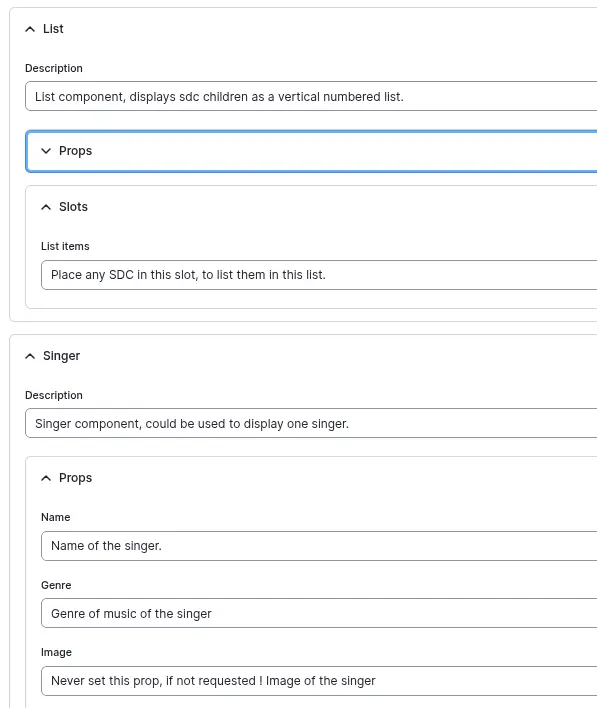 List
Description
List component, displays sdc children as a vertical numbered list.
Props
Slots
List items
Place any SDC in this slot, to list them in this list.
Singer
Description
Singer component, could be used to display one singer.
Props
Name
Name of the singer.
Genre
Genre of music of the singer
Image
Never set this prop, if not requested ! Image of the singer